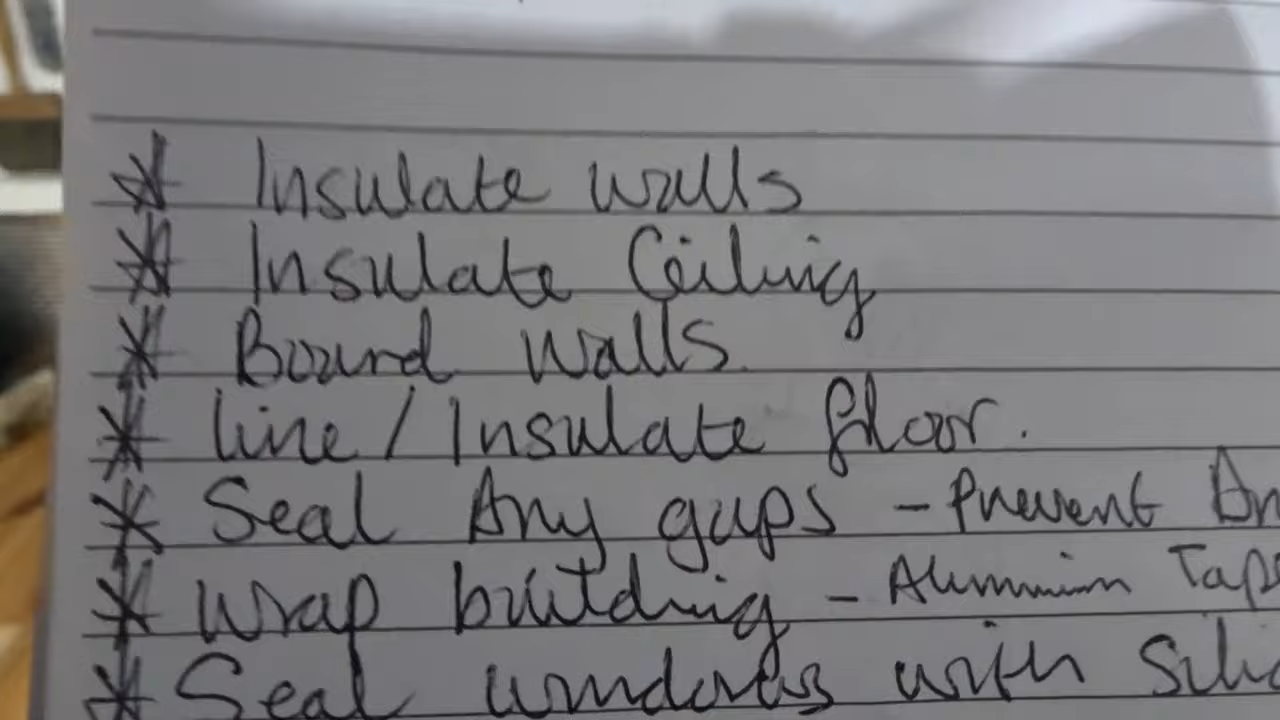 * Insulate walls
* Insulate Ceiling
* Board walls.
* line / Insulate floor.
* Seal Any gaps - Prevent
* Wrap building - Aluminium Tape
* Seal windows with